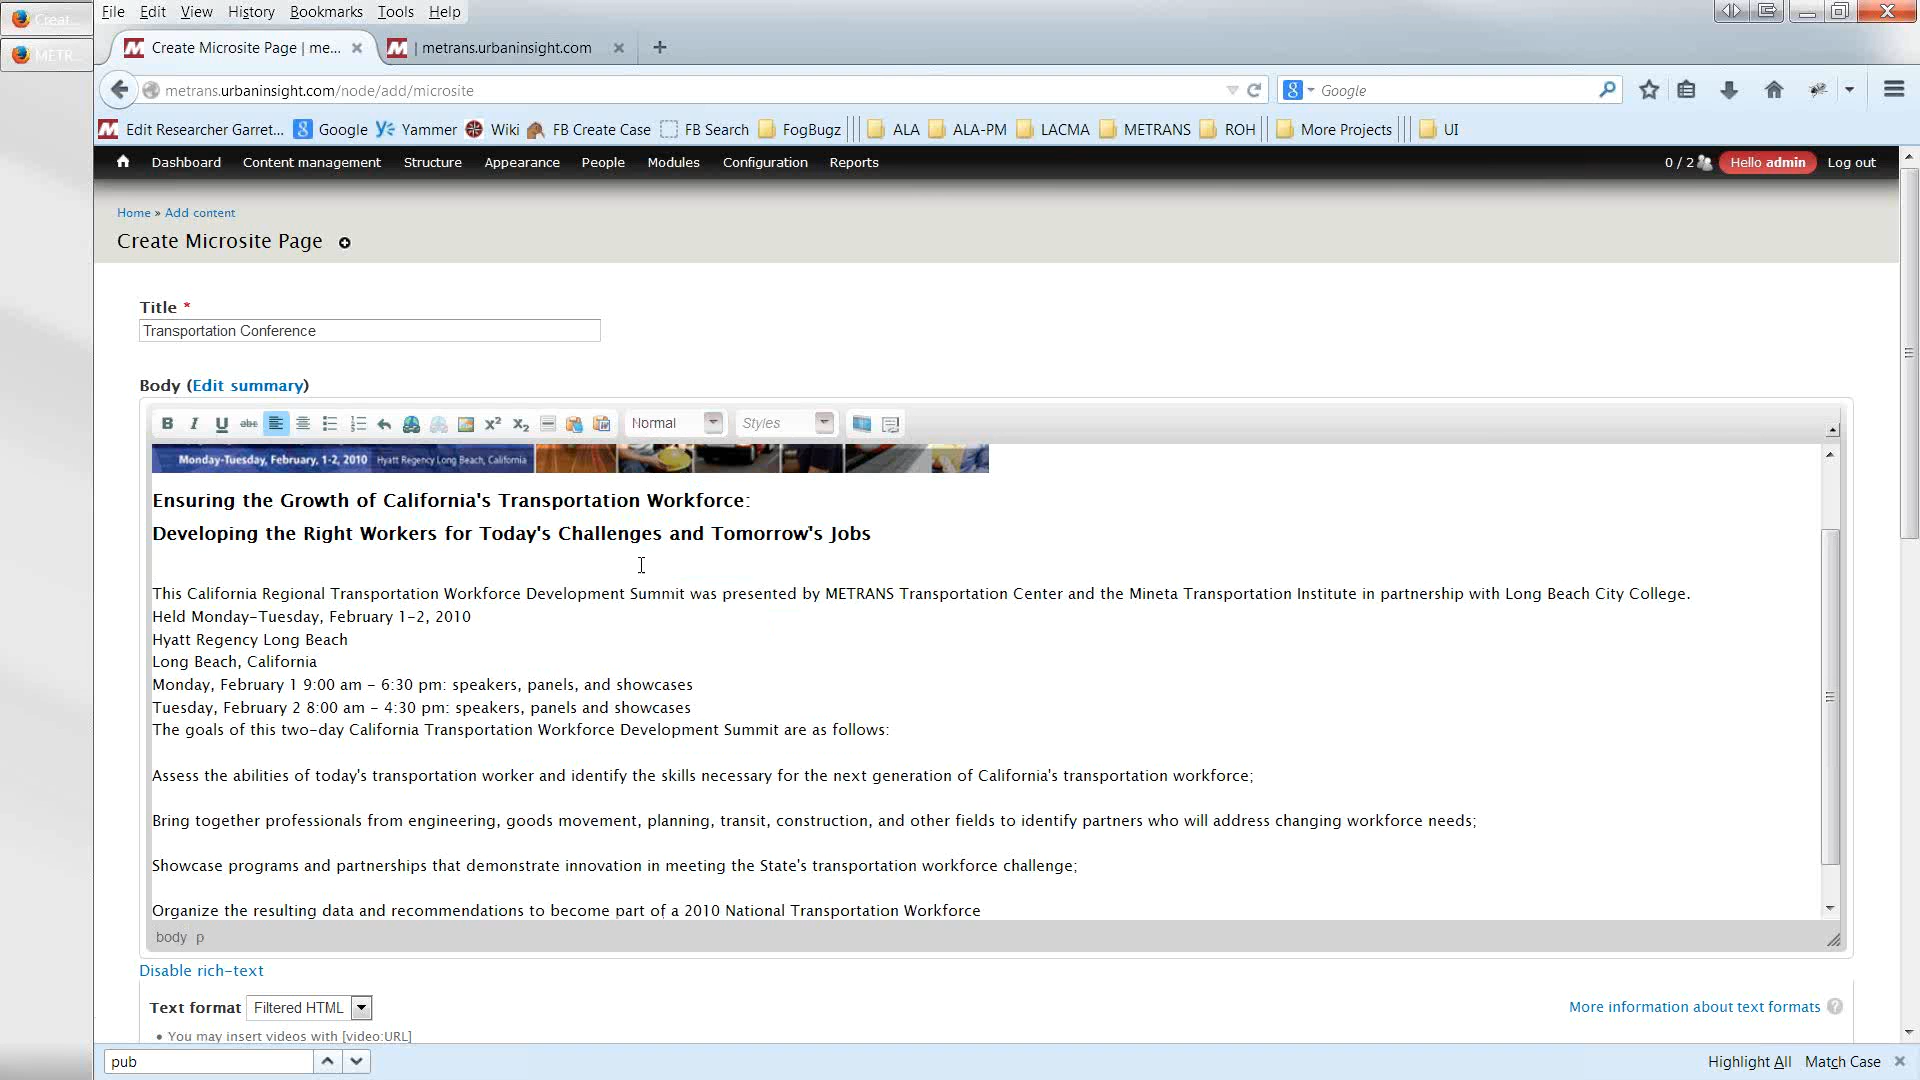 Creat...
METR...
File Edit View History Bookmarks Tools Help
Create Microsite Page | me...
| metrans.urbaninsight.com
metrans.urbaninsight.com/node/add/microsite
Google
Edit Researcher Garret... Google Yammer Wiki FB Create Case FB Search FogBugz ALA ALA-PM LACMA METRANS ROH More Projects UI
Dashboard Content management Structure Appearance People Modules Configuration Reports 0 / 2 Hello admin Log out
Home » Add content
Create Microsite Page
Title *
Transportation Conference
Body (Edit summary)
B I U abc x² x₂ Normal Styles
Monday-Tuesday, February, 1-2, 2010 Hyatt Regency Long Beach, California
Ensuring the Growth of California's Transportation Workforce:
Developing the Right Workers for Today's Challenges and Tomorrow's Jobs
This California Regional Transportation Workforce Development Summit was presented by METRANS Transportation Center and the Mineta Transportation Institute in partnership with Long Beach City College.
Held Monday-Tuesday, February 1-2, 2010
Hyatt Regency Long Beach
Long Beach, California
Monday, February 1 9:00 am - 6:30 pm: speakers, panels, and showcases
Tuesday, February 2 8:00 am - 4:30 pm: speakers, panels and showcases
The goals of this two-day California Transportation Workforce Development Summit are as follows:
Assess the abilities of today's transportation worker and identify the skills necessary for the next generation of California's transportation workforce;
Bring together professionals from engineering, goods movement, planning, transit, construction, and other fields to identify partners who will address changing workforce needs;
Showcase programs and partnerships that demonstrate innovation in meeting the State's transportation workforce challenge;
Organize the resulting data and recommendations to become part of a 2010 National Transportation Workforce
body p
Disable rich-text
Text format Filtered HTML More information about text formats
• You may insert videos with [video:URL]
pub Highlight All Match Case